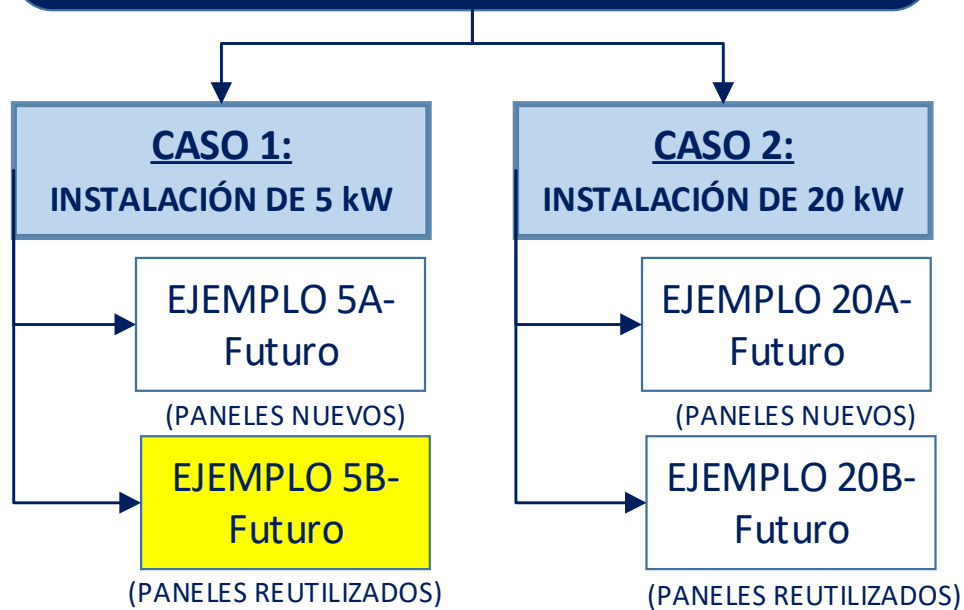 CASO 1:
INSTALACIÓN DE 5 kW
EJEMPLO 5A-
Futuro
(PANELES NUEVOS)
EJEMPLO 5B-
Futuro
(PANELES REUTILIZADOS)
CASO 2:
INSTALACIÓN DE 20 kW
EJEMPLO 20A-
Futuro
(PANELES NUEVOS)
EJEMPLO 20B-
Futuro
(PANELES REUTILIZADOS)